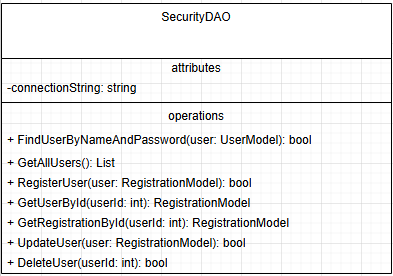 SecurityDAO
attributes
-connectionString: string
operations
+ FindUserByNameAndPassword(user: UserModel): bool
+ GetAllUsers(): List
+ RegisterUser(user: RegistrationModel): bool
+ GetUserById(userId: int): RegistrationModel
+ GetRegistrationById(userId: int): RegistrationModel
+ UpdateUser(user: RegistrationModel): bool
+ DeleteUser(userId: int): bool